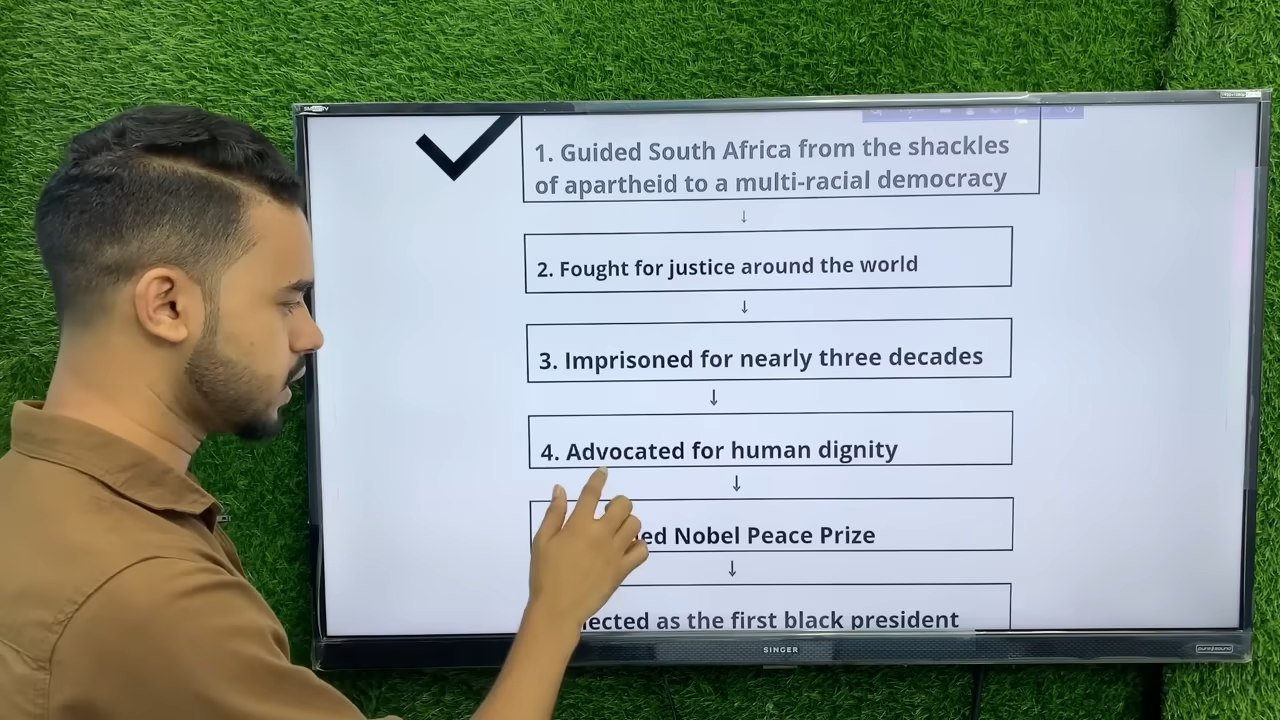 1. Guided South Africa from the shackles
of apartheid to a multi-racial democracy
↓
2. Fought for justice around the world
↓
3. Imprisoned for nearly three decades
↓
4. Advocated for human dignity
↓
Nobel Peace Prize
↓
as the first black president
SINGER